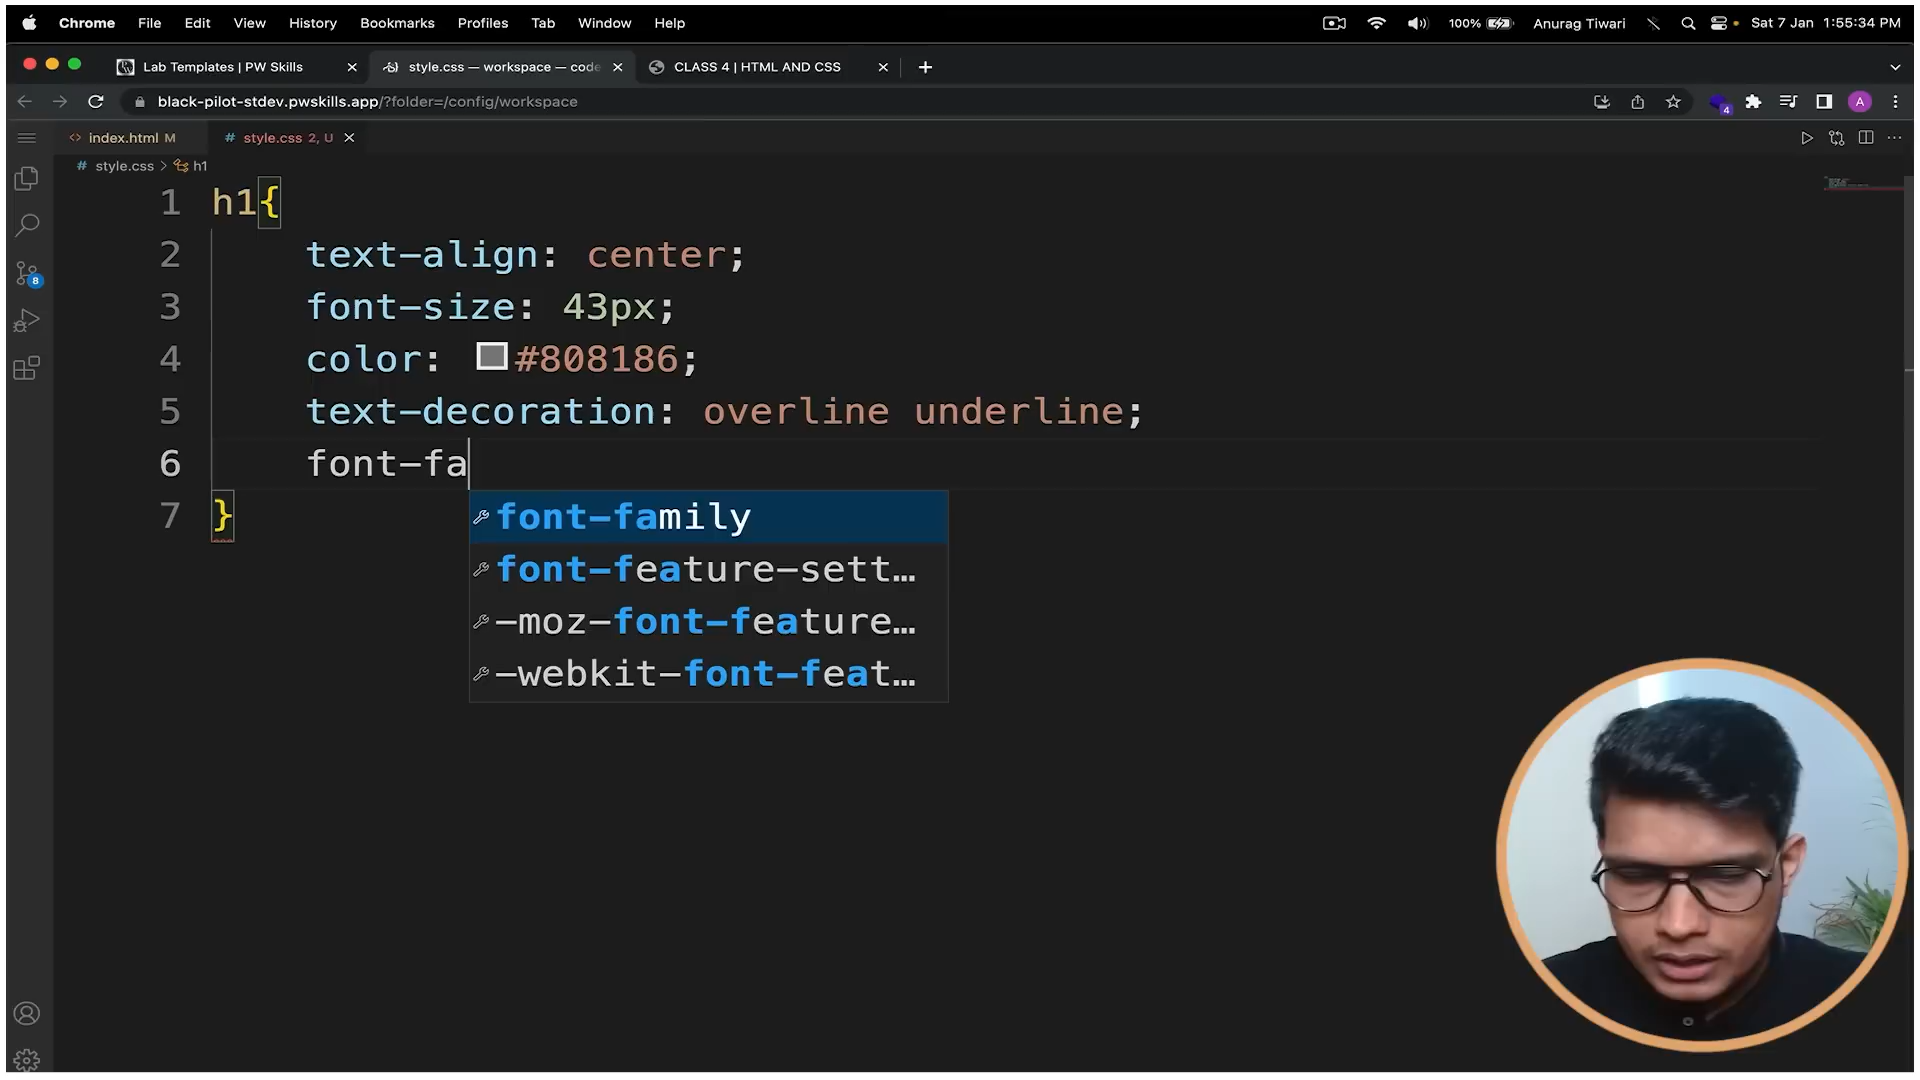 Chrome File Edit View History Bookmarks Profiles Tab Window Help 100% Anurag Tiwari Sat 7 Jan 1:55:34 PM
Lab Templates | PW Skills style.css — workspace — code CLASS 4 | HTML AND CSS
black-pilot-stdev.pwskills.app/?folder=/config/workspace 4 A
index.html M # style.css 2, U
# style.css > h1
1 h1{
2 text-align: center;
3 font-size: 43px;
4 color: #808186;
5 text-decoration: overline underline;
6 font-fa
7 }
font-family
font-feature-sett…
-moz-font-feature…
-webkit-font-feat…
8